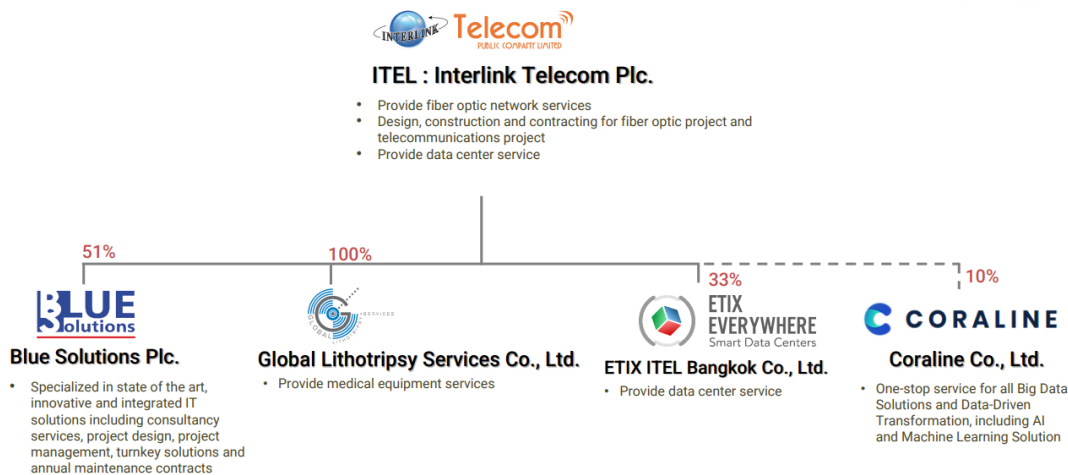 INTERLINK Telecom
PUBLIC COMPANY LIMITED
ITEL : Interlink Telecom Plc.
• Provide fiber optic network services
• Design, construction and contracting for fiber optic project and
telecommunications project
• Provide data center service
51%
100%
33%
10%
BLUE
Solutions
Blue Solutions Plc.
• Specialized in state of the art,
innovative and integrated IT
solutions including consultancy
services, project design, project
management, turnkey solutions and
annual maintenance contracts
GLOBAL LITHOTRIPSY SERVICES
Global Lithotripsy Services Co., Ltd.
• Provide medical equipment services
ETIX
EVERYWHERE
Smart Data Centers
ETIX ITEL Bangkok Co., Ltd.
• Provide data center service
CORALINE
Coraline Co., Ltd.
• One-stop service for all Big Data
Solutions and Data-Driven
Transformation, including AI
and Machine Learning Solution